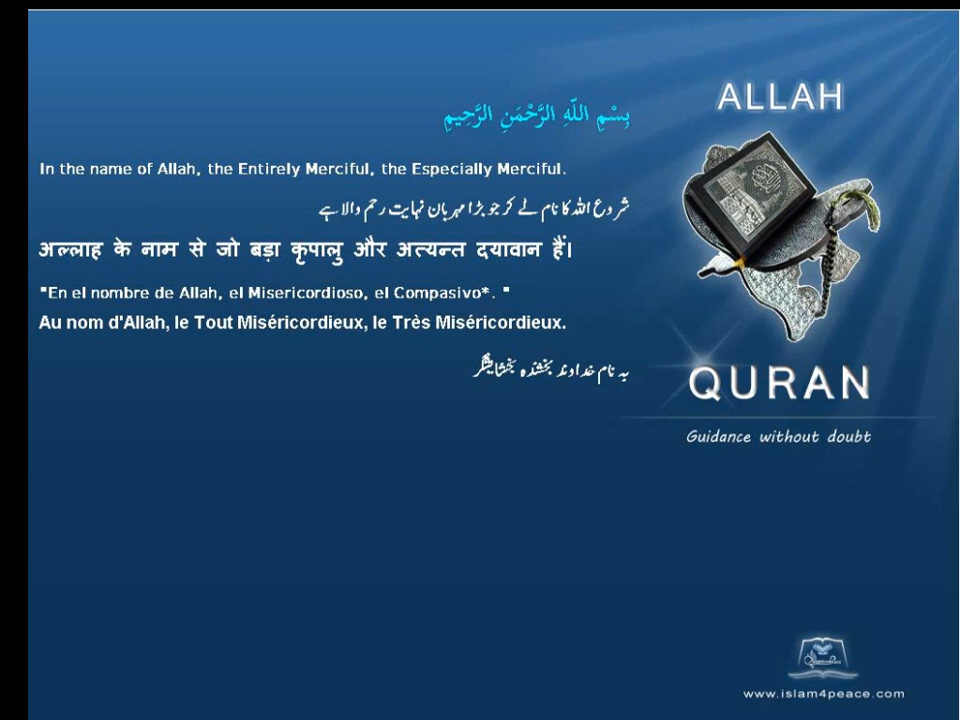 بِسْمِ اللّهِ الرَّحْمَنِ الرَّحِيمِ
In the name of Allah, the Entirely Merciful, the Especially Merciful.
شروع اللہ کا نام لے کر جو بڑا مہربان نہایت رحم والا ہے
अल्लाह के नाम से जो बड़ा कृपालु और अत्यन्त दयावान हैं।
"En el nombre de Allah, el Misericordioso, el Compasivo*. "
Au nom d'Allah, le Tout Miséricordieux, le Très Miséricordieux.
به نام خداوند بخشنده بخشایشگر
ALLAH
QURAN
Guidance without doubt
www.islam4peace.com